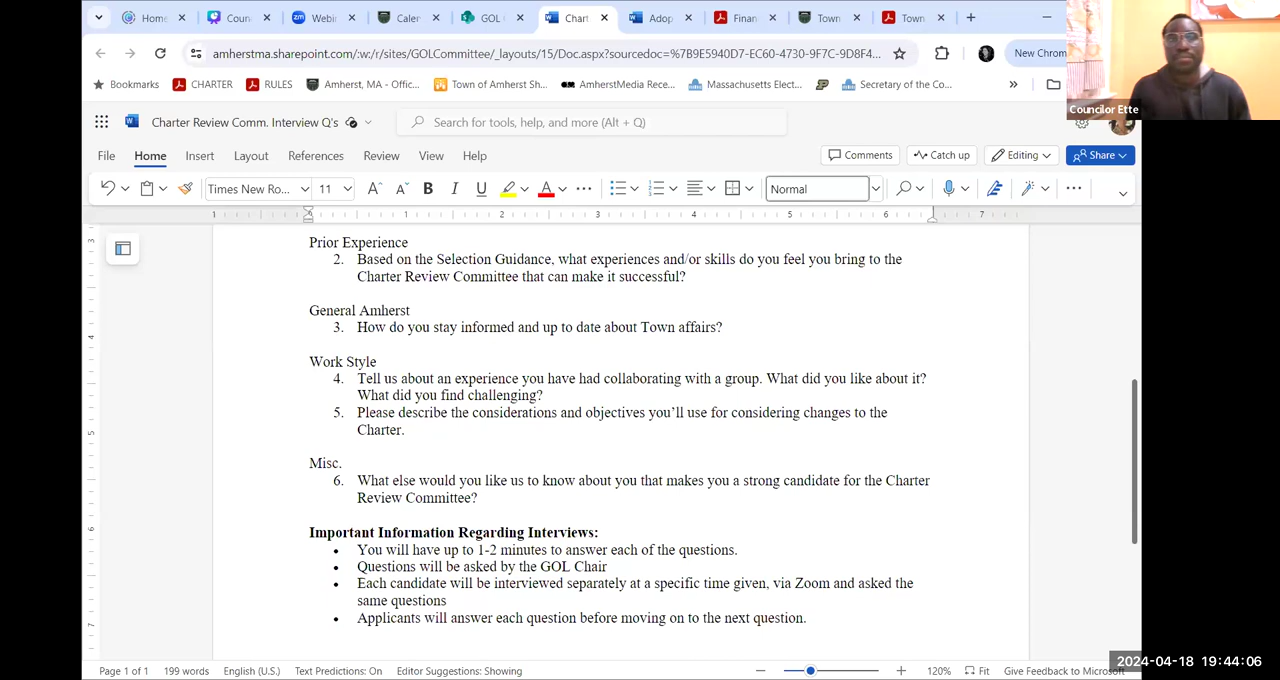 Home
Coun
Webi
Caler
GOL
Chart
Adop
Finan
Town
Town
amherstma.sharepoint.com/:w:/r/sites/GOLCommittee/_layouts/15/Doc.aspx?sourcedoc=%7B9E5940D7-EC60-4730-9F7C-9D8F4...
New Chrom
Bookmarks
CHARTER
RULES
Amherst, MA - Offic...
Town of Amherst Sh...
AmherstMedia Rece...
Massachusetts Elect...
Secretary of the Co...
Councilor Ette
Charter Review Comm. Interview Q's
Search for tools, help, and more (Alt + Q)
File Home Insert Layout References Review View Help
Comments
Catch up
Editing
Share
Times New Ro... 11
Normal
Prior Experience
2. Based on the Selection Guidance, what experiences and/or skills do you feel you bring to the
Charter Review Committee that can make it successful?
General Amherst
3. How do you stay informed and up to date about Town affairs?
Work Style
4. Tell us about an experience you have had collaborating with a group. What did you like about it?
What did you find challenging?
5. Please describe the considerations and objectives you’ll use for considering changes to the
Charter.
Misc.
6. What else would you like us to know about you that makes you a strong candidate for the Charter
Review Committee?
Important Information Regarding Interviews:
• You will have up to 1-2 minutes to answer each of the questions.
• Questions will be asked by the GOL Chair
• Each candidate will be interviewed separately at a specific time given, via Zoom and asked the
same questions
• Applicants will answer each question before moving on to the next question.
Page 1 of 1 199 words English (U.S.) Text Predictions: On Editor Suggestions: Showing
120% Fit Give Feedback to Microsoft
2024-04-18 19:44:06